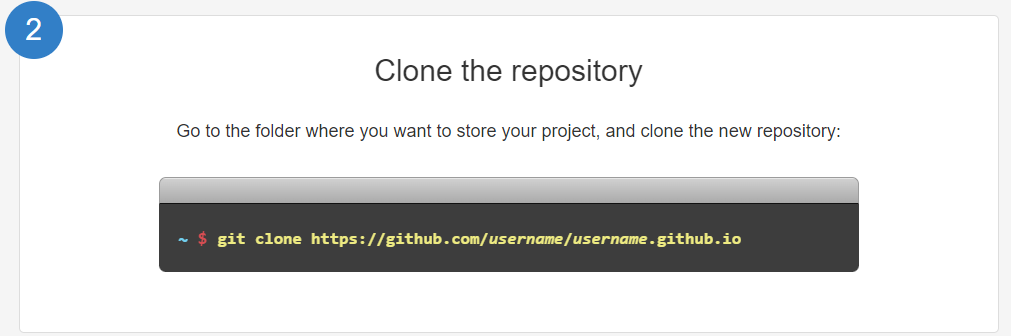 2
Clone the repository
Go to the folder where you want to store your project, and clone the new repository:
~ $ git clone https://github.com/username/username.github.io